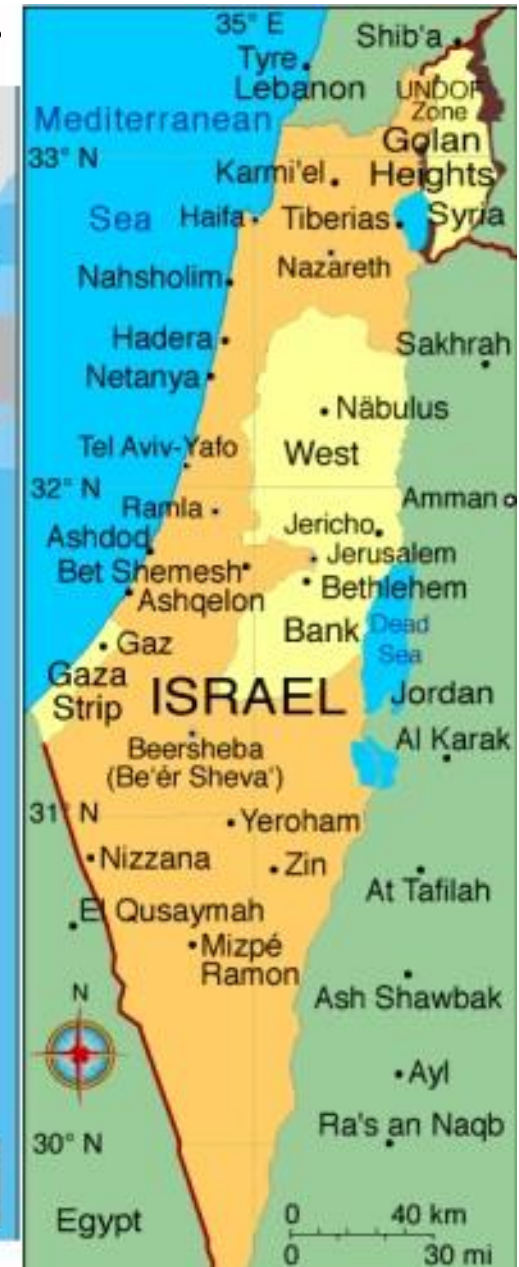 35° E
Shib'a
Tyre
Lebanon
UNDOF
Zone
Mediterranean
Golan
Heights
33° N
Karmi'el
Sea
Haifa
Tiberias
Syria
Nazareth
Nahsholim
Hadera
Sakhrah
Netanya
Näbulus
Tel Aviv-Yafo
West
32° N
Amman
Ramla
Jericho
Ashdod
Jerusalem
Bet Shemesh
Bethlehem
Ashqelon
Bank
Dead
Sea
Gaz
Gaza
Strip
ISRAEL
Jordan
Al Karak
Beersheba
(Be'ér Sheva')
31° N
Yeroham
Nizzana
Zin
At Tafilah
El Qusaymah
Mizpé
Ramon
Ash Shawbak
N
Ayl
Ra's an Naqb
30° N
Egypt
0 40 km
0 30 mi